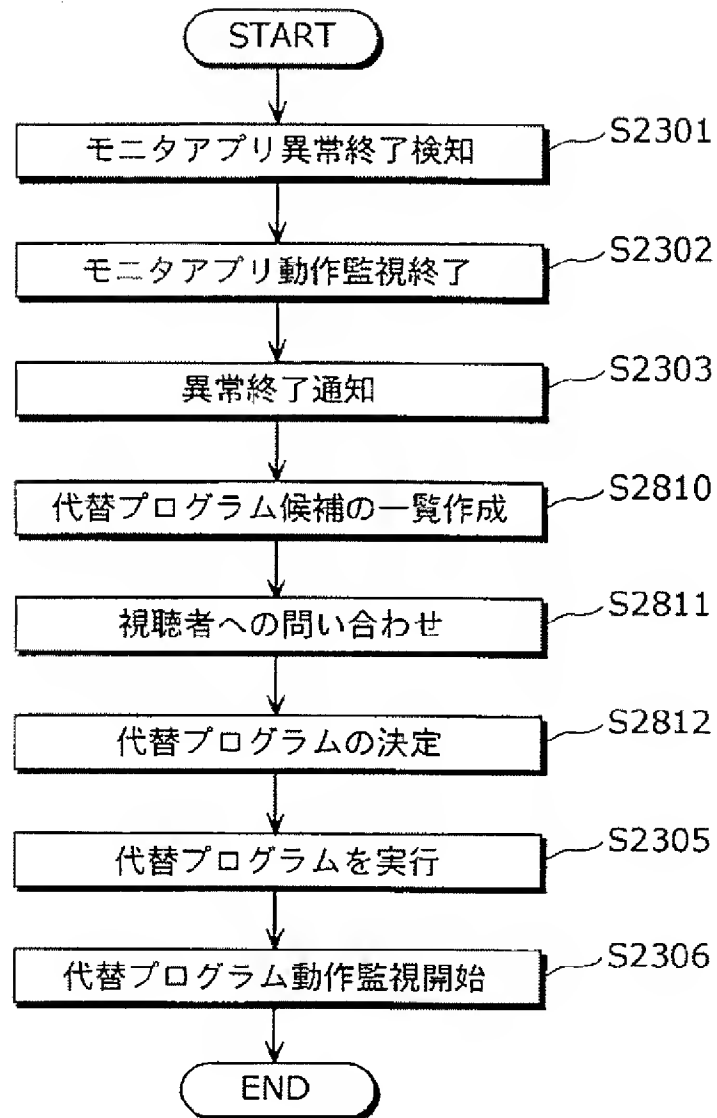 START
モニタアプリ異常終了検知
S2301
モニタアプリ動作監視終了
S2302
異常終了通知
S2303
代替プログラム候補の一覧作成
S2810
視聴者への問い合わせ
S2811
代替プログラムの決定
S2812
代替プログラムを実行
S2305
代替プログラム動作監視開始
S2306
END